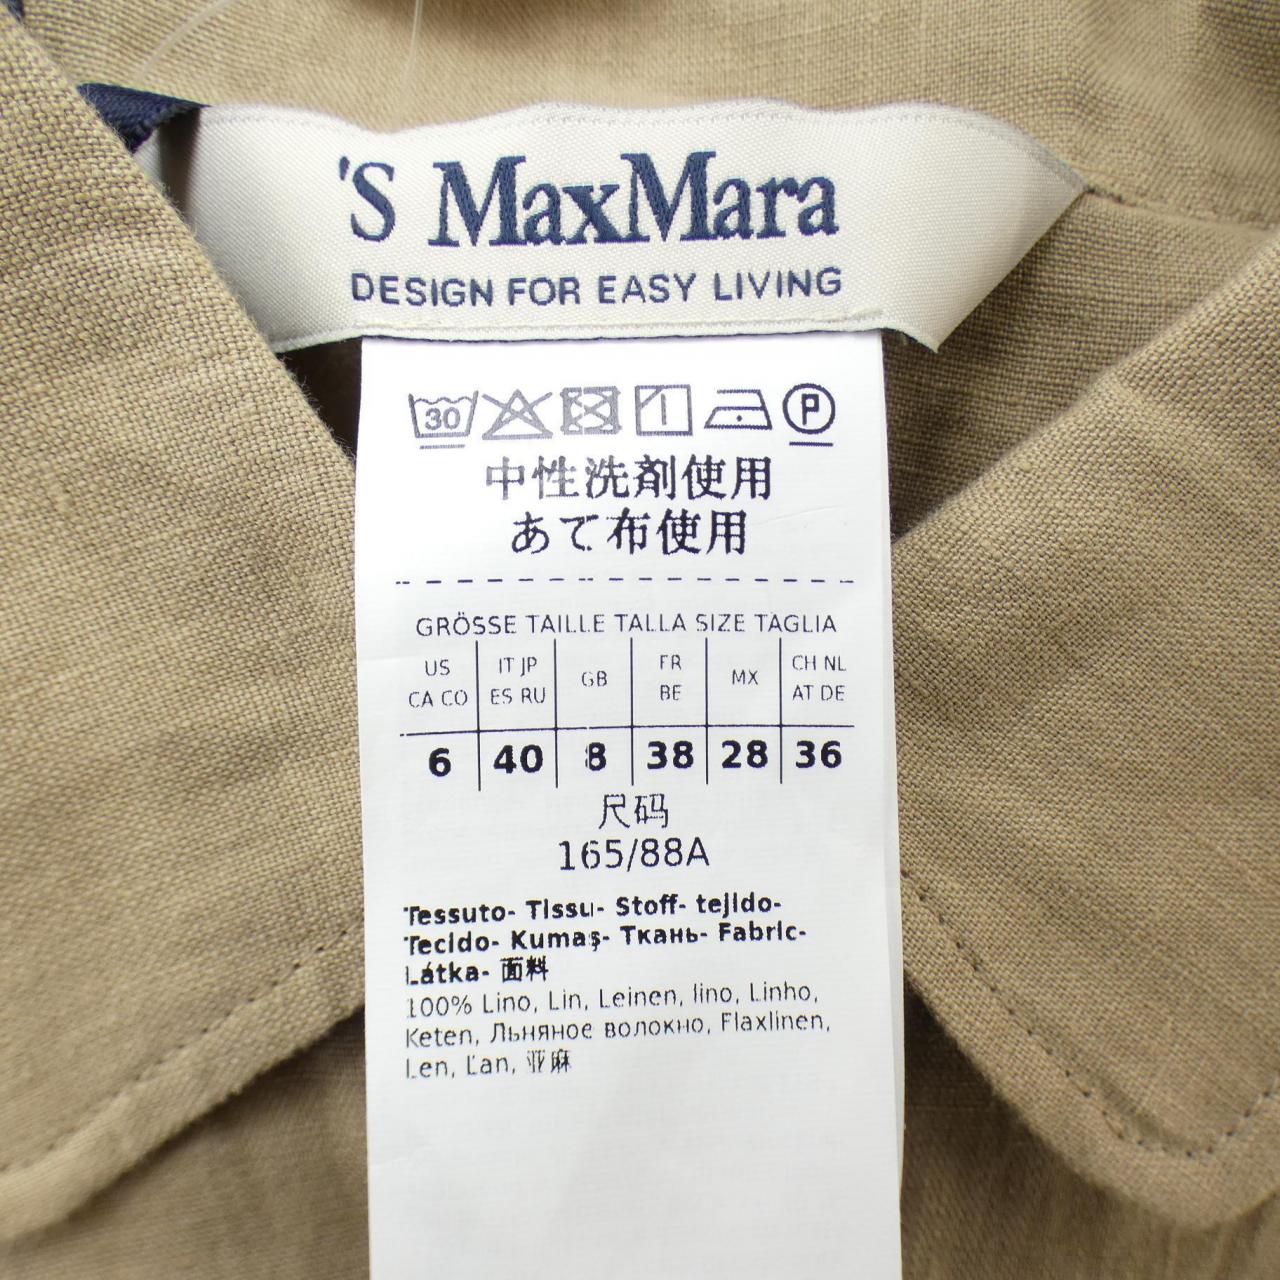 'S MaxMara
DESIGN FOR EASY LIVING
30 P
中性洗剤使用
あて布使用
GRÖSSE TAILLE TALLA SIZE TAGLIA
US CA CO IT JP ES RU GB FR BE MX CH NL AT DE
6 40 8 38 28 36
尺码
165/88A
Tessuto- Tissu- Stoff- tejido-
Tecido- Kumaş- Ткань- Fabric-
Látka- 面料
100% Lino, Lin, Leinen, lino, Linho,
Keten, Льняное волокно, Flaxlinen,
Len, Ľan, 亚麻